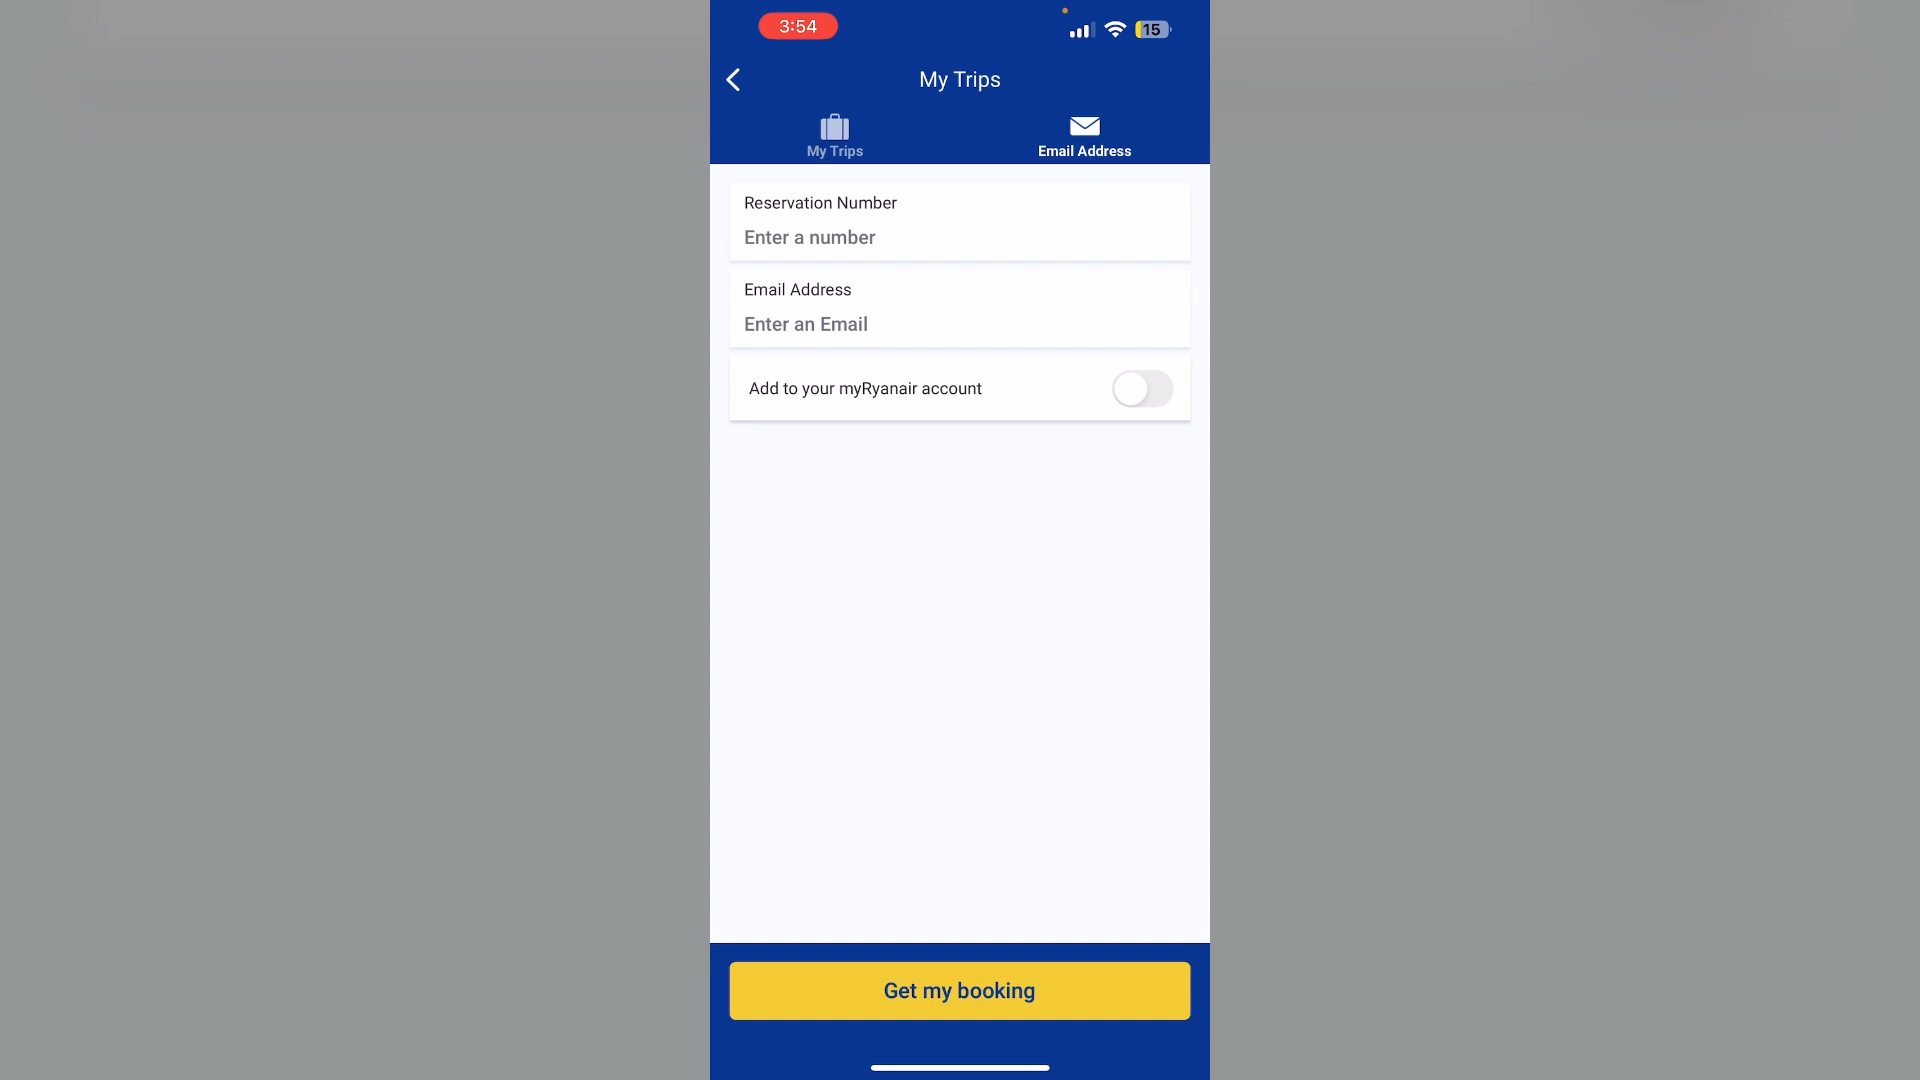 3:54
15
My Trips
My Trips
Email Address
Reservation Number
Enter a number
Email Address
Enter an Email
Add to your myRyanair account
Get my booking